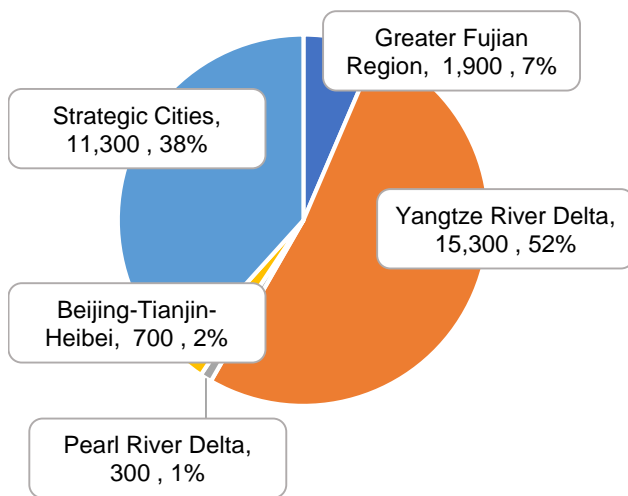 Greater Fujian
Region,  1,900 , 7%
Strategic Cities,
11,300 , 38%
Yangtze River Delta,
15,300 , 52%
Beijing-Tianjin-
Heibei,  700 , 2%
Pearl River Delta,
300 , 1%